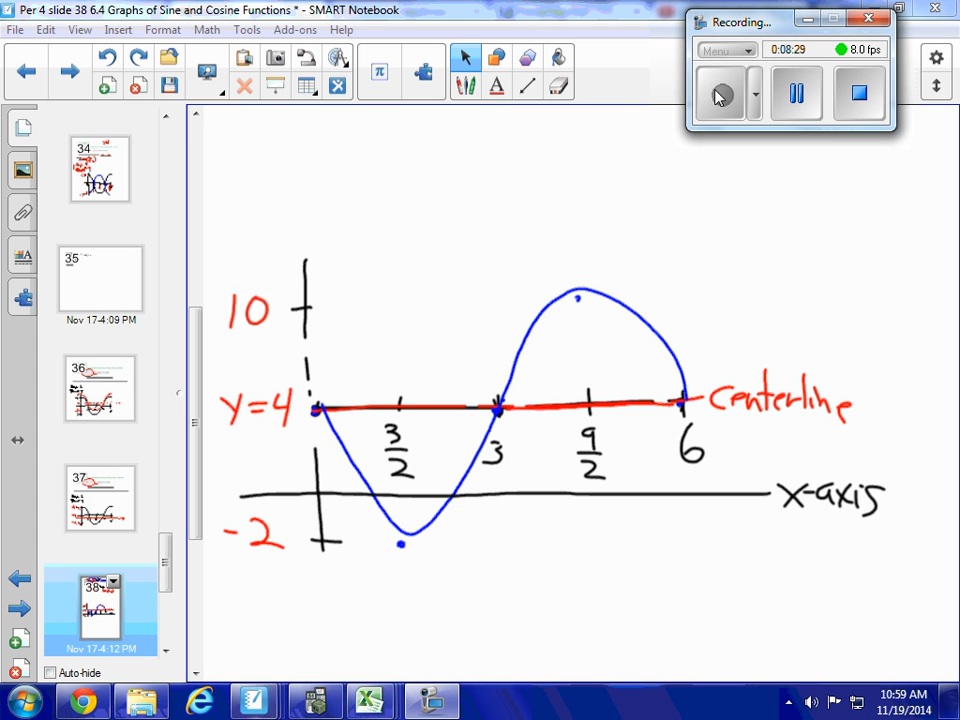 Per 4 slide 38 6.4 Graphs of Sine and Cosine Functions * - SMART Notebook
File Edit View Insert Format Math Tools Add-ons Help
Recording...
Menu
0:08:29
8.0 fps
34
35
Nov 17-4:09 PM
36
37
38
Nov 17-4:12 PM
Auto-hide
10
y=4
centerline
3/2
3
9/2
6
x-axis
-2
10:59 AM
11/19/2014